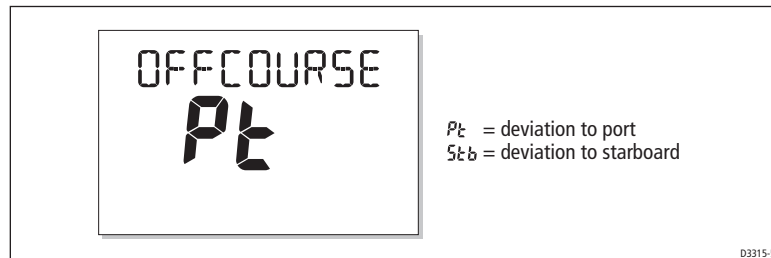 OFFCOURSE
Pt
Pt = deviation to port
Stb = deviation to starboard
D3315-